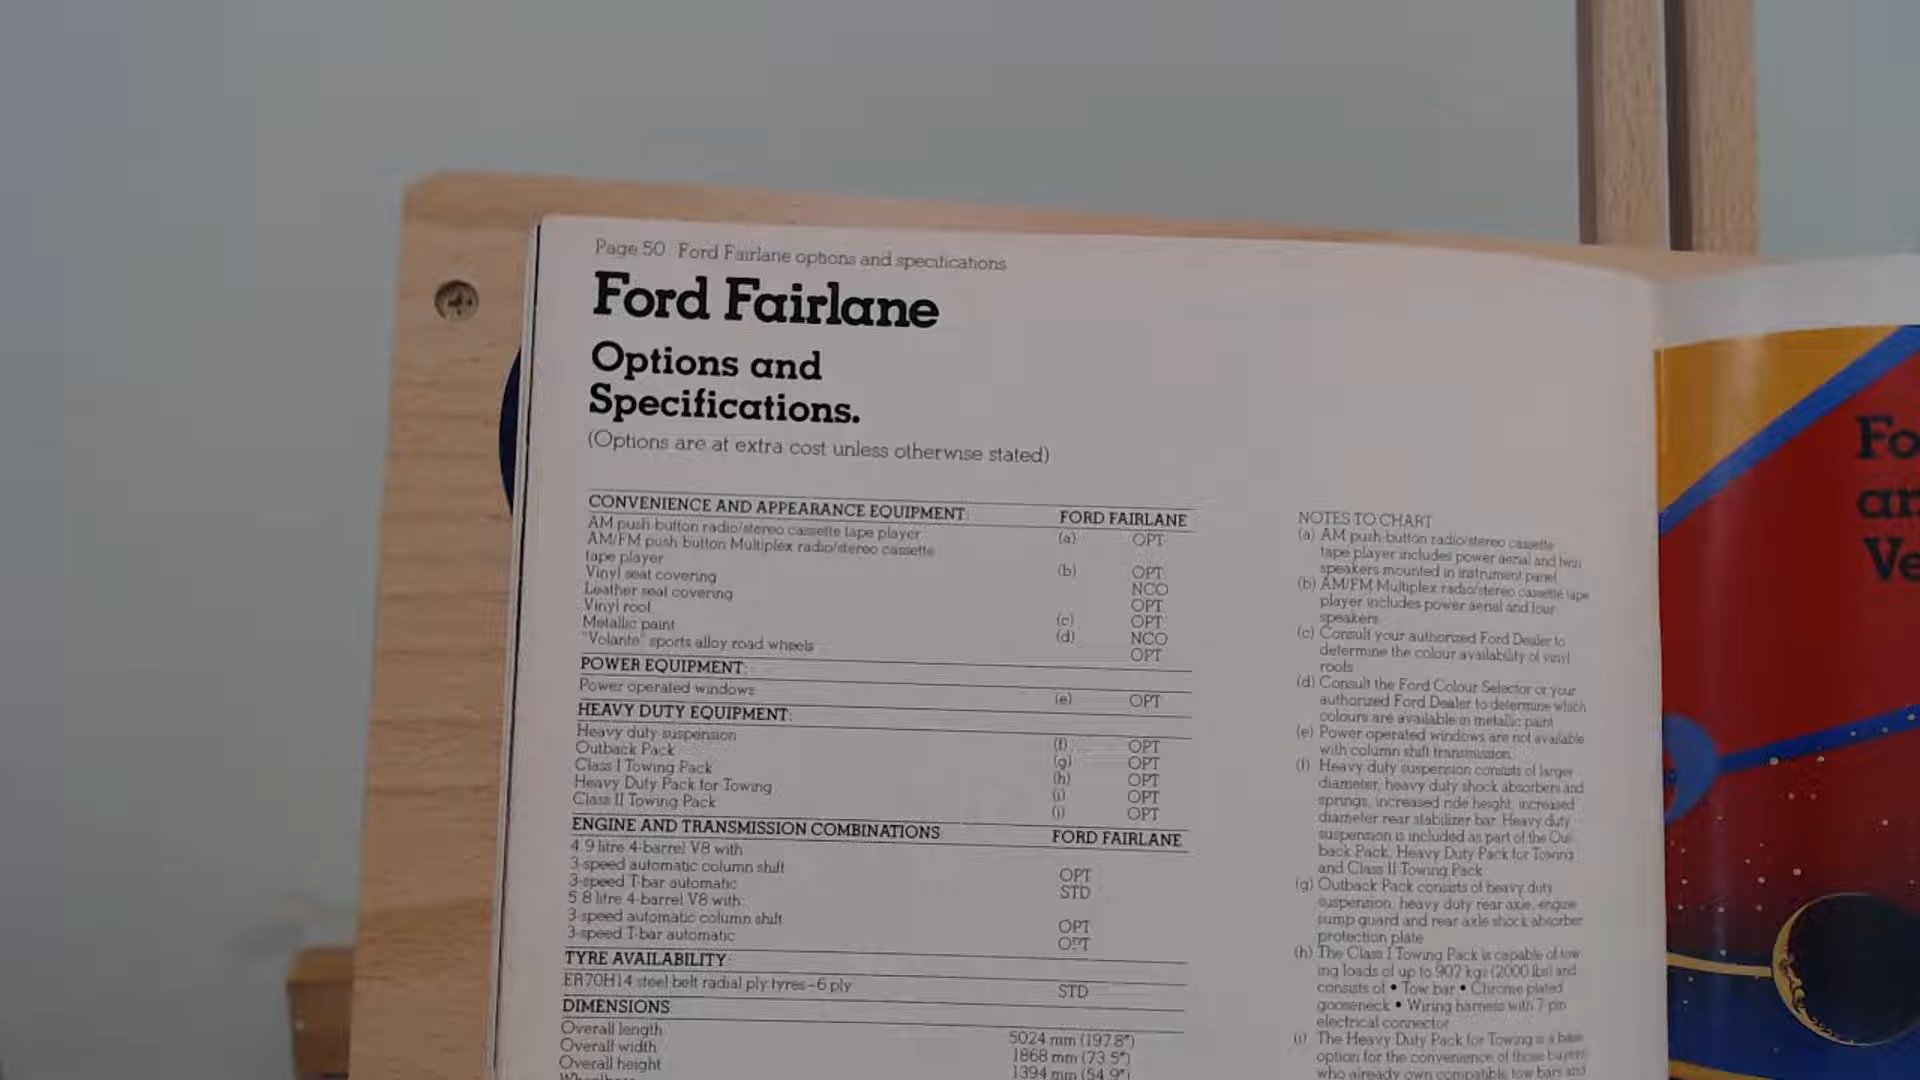 Page 50 Ford Fairlane options and specifications
Ford Fairlane
Options and
Specifications.
(Options are at extra cost unless otherwise stated)
CONVENIENCE AND APPEARANCE EQUIPMENT: FORD FAIRLANE
AM push-button radio/stereo cassette tape player (a) OPT
AM/FM push-button Multiplex radio/stereo cassette
tape player (b) OPT
Vinyl seat covering NCO
Leather seat covering OPT
Vinyl roof (c) OPT
Metallic paint (d) NCO
"Volante" sports alloy road wheels OPT
POWER EQUIPMENT:
Power operated windows (e) OPT
HEAVY DUTY EQUIPMENT:
Heavy duty suspension (f) OPT
Outback Pack (g) OPT
Class I Towing Pack (h) OPT
Heavy Duty Pack for Towing (i) OPT
Class II Towing Pack (j) OPT
ENGINE AND TRANSMISSION COMBINATIONS FORD FAIRLANE
4.9 litre 4-barrel V8 with
3-speed automatic column shift OPT
3-speed T-bar automatic STD
5.8 litre 4-barrel V8 with:
3-speed automatic column shift OPT
3-speed T-bar automatic OPT
TYRE AVAILABILITY:
ER70H14 steel belt radial ply tyres-6 ply STD
DIMENSIONS
Overall length 5024 mm (197.8")
Overall width 1868 mm (73.5")
Overall height 1394 mm (54.9")
NOTES TO CHART
(a) AM push-button radio/stereo cassette
tape player includes power aerial and twin
speakers mounted in instrument panel
(b) AM/FM Multiplex radio/stereo cassette tape
player includes power aerial and four
speakers
(c) Consult your authorized Ford Dealer to
determine the colour availability of vinyl
roofs
(d) Consult the Ford Colour Selector or your
authorized Ford Dealer to determine which
colours are available in metallic paint
(e) Power operated windows are not available
with column shift transmission.
(f) Heavy duty suspension consists of larger
diameter, heavy duty shock absorbers and
springs, increased ride height, increased
diameter rear stabilizer bar. Heavy duty
suspension is included as part of the Out-
back Pack, Heavy Duty Pack for Towing
and Class II Towing Pack
(g) Outback Pack consists of heavy duty
suspension, heavy duty rear axle, engine
sump guard and rear axle shock absorber
protection plate
(h) The Class I Towing Pack is capable of tow-
ing loads of up to 907 kgs (2000 lbs) and
consists of • Tow bar • Chrome plated
gooseneck • Wiring harness with 7-pin
electrical connector
(i) The Heavy Duty Pack for Towing is a base
option for the convenience of those buyers
who already own compatible tow bars and
Fo
an
Ve